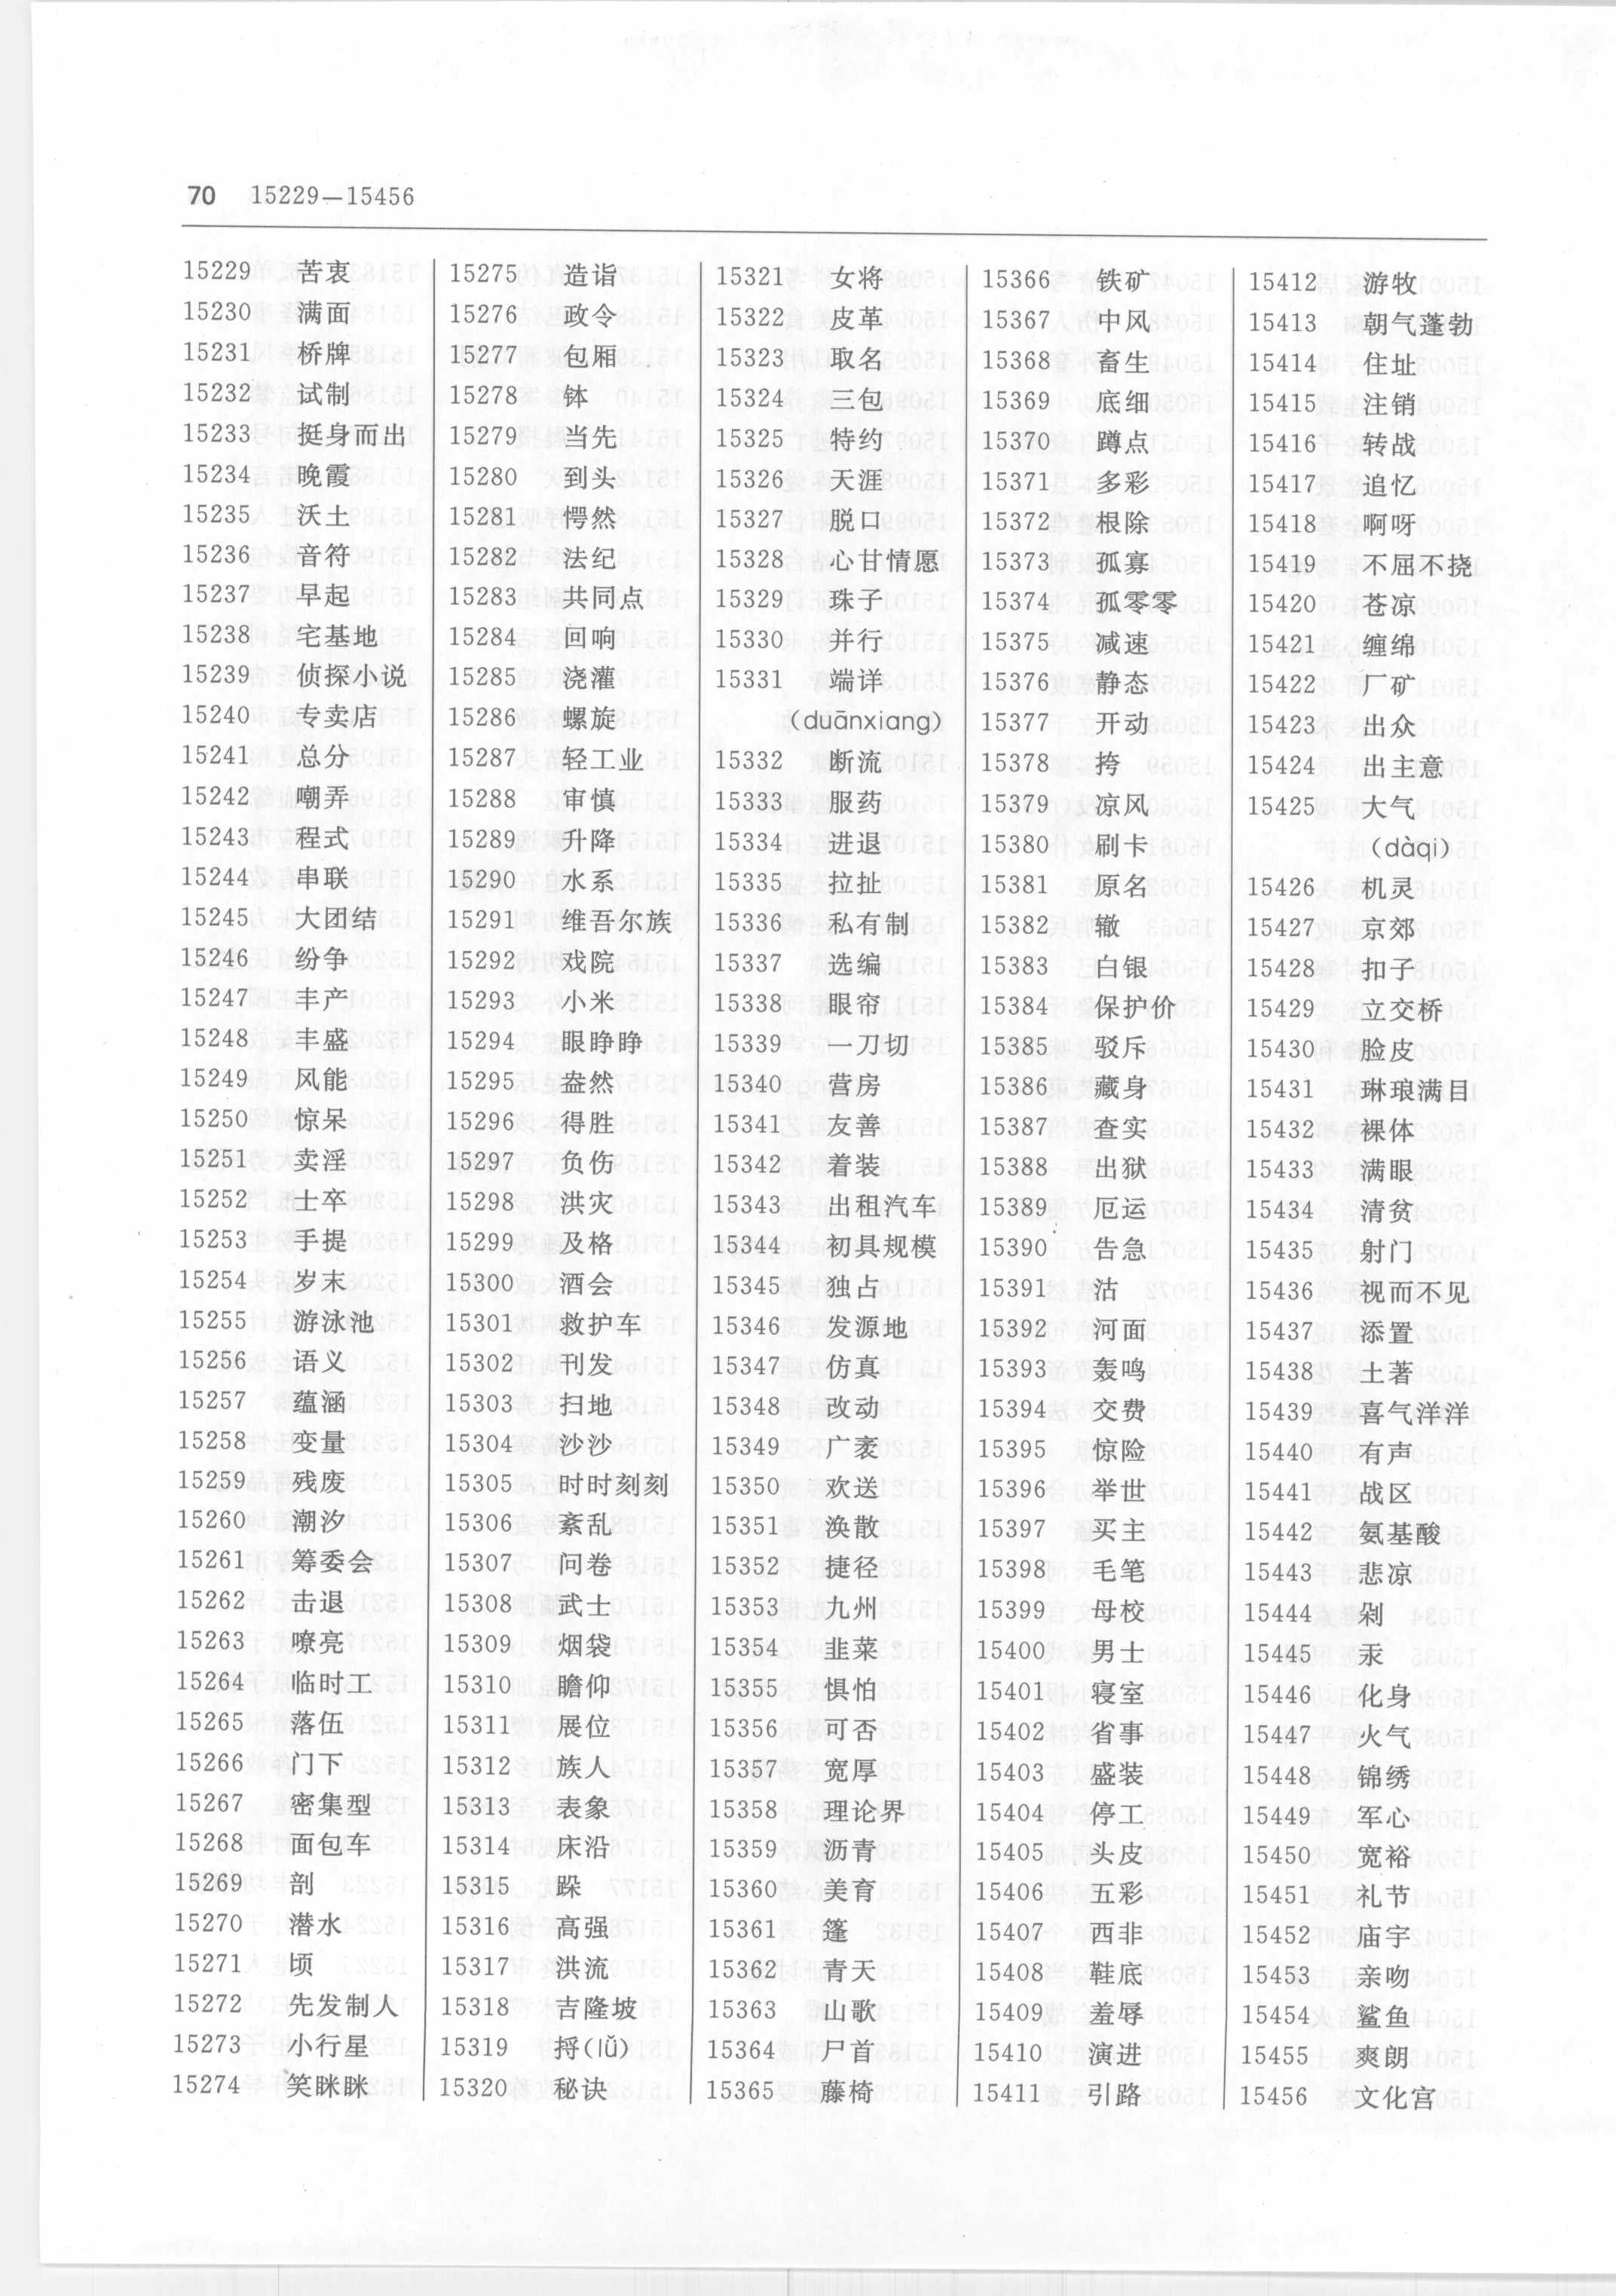 70 15229—15456
15229 苦衷
15230 满面
15231 桥牌
15232 试制
15233 挺身而出
15234 晚霞
15235 沃土
15236 音符
15237 早起
15238 宅基地
15239 侦探小说
15240 专卖店
15241 总分
15242 嘲弄
15243 程式
15244 串联
15245 大团结
15246 纷争
15247 丰产
15248 丰盛
15249 风能
15250 惊呆
15251 卖淫
15252 士卒
15253 手提
15254 岁末
15255 游泳池
15256 语义
15257 蕴涵
15258 变量
15259 残废
15260 潮汐
15261 筹委会
15262 击退
15263 嘹亮
15264 临时工
15265 落伍
15266 门下
15267 密集型
15268 面包车
15269 剖
15270 潜水
15271 顷
15272 先发制人
15273 小行星
15274 笑眯眯
15275 造诣
15276 政令
15277 包厢
15278 钵
15279 当先
15280 到头
15281 愕然
15282 法纪
15283 共同点
15284 回响
15285 浇灌
15286 螺旋
15287 轻工业
15288 审慎
15289 升降
15290 水系
15291 维吾尔族
15292 戏院
15293 小米
15294 眼睁睁
15295 盎然
15296 得胜
15297 负伤
15298 洪灾
15299 及格
15300 酒会
15301 救护车
15302 刊发
15303 扫地
15304 沙沙
15305 时时刻刻
15306 紊乱
15307 问卷
15308 武士
15309 烟袋
15310 瞻仰
15311 展位
15312 族人
15313 表象
15314 床沿
15315 跺
15316 高强
15317 洪流
15318 吉隆坡
15319 捋(lǚ)
15320 秘诀
15321 女将
15322 皮革
15323 取名
15324 三包
15325 特约
15326 天涯
15327 脱口
15328 心甘情愿
15329 珠子
15330 并行
15331 端详
(duānxiang)
15332 断流
15333 服药
15334 进退
15335 拉扯
15336 私有制
15337 选编
15338 眼帘
15339 一刀切
15340 营房
15341 友善
15342 着装
15343 出租汽车
15344 初具规模
15345 独占
15346 发源地
15347 仿真
15348 改动
15349 广袤
15350 欢送
15351 涣散
15352 捷径
15353 九州
15354 韭菜
15355 惧怕
15356 可否
15357 宽厚
15358 理论界
15359 沥青
15360 美育
15361 篷
15362 青天
15363 山歌
15364 尸首
15365 藤椅
15366 铁矿
15367 中风
15368 畜生
15369 底细
15370 蹲点
15371 多彩
15372 根除
15373 孤寡
15374 孤零零
15375 减速
15376 静态
15377 开动
15378 挎
15379 凉风
15380 刷卡
15381 原名
15382 辙
15383 白银
15384 保护价
15385 驳斥
15386 藏身
15387 查实
15388 出狱
15389 厄运
15390 告急
15391 沽
15392 河面
15393 轰鸣
15394 交费
15395 惊险
15396 举世
15397 买主
15398 毛笔
15399 母校
15400 男士
15401 寝室
15402 省事
15403 盛装
15404 停工
15405 头皮
15406 五彩
15407 西非
15408 鞋底
15409 羞辱
15410 演进
15411 引路
15412 游牧
15413 朝气蓬勃
15414 住址
15415 注销
15416 转战
15417 追忆
15418 啊呀
15419 不屈不挠
15420 苍凉
15421 缠绵
15422 厂矿
15423 出众
15424 出主意
15425 大气
(dàqi)
15426 机灵
15427 京郊
15428 扣子
15429 立交桥
15430 脸皮
15431 琳琅满目
15432 裸体
15433 满眼
15434 清贫
15435 射门
15436 视而不见
15437 添置
15438 土著
15439 喜气洋洋
15440 有声
15441 战区
15442 氨基酸
15443 悲凉
15444 剁
15445 汞
15446 化身
15447 火气
15448 锦绣
15449 军心
15450 宽裕
15451 礼节
15452 庙宇
15453 亲吻
15454 鲨鱼
15455 爽朗
15456 文化宫